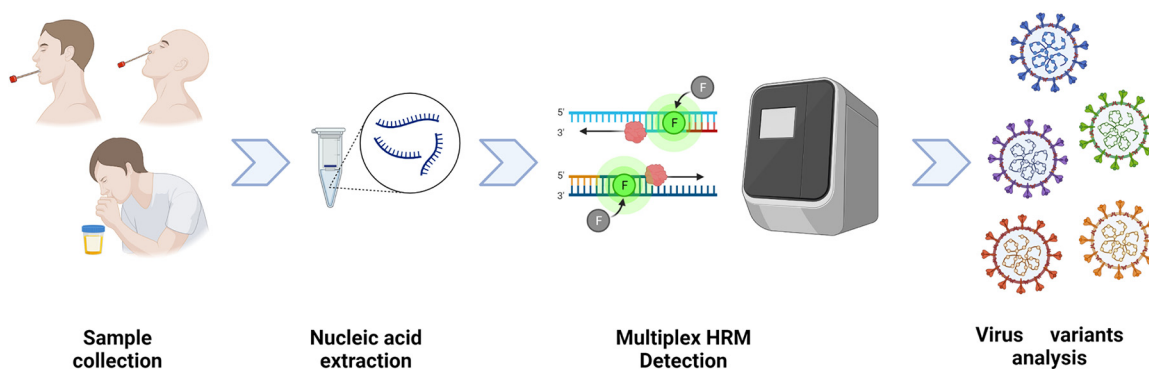 F
5'
F
3'
5'
F
3'
F
Sample
collection
Nucleic acid
extraction
Multiplex HRM
Detection
Virus variants
analysis